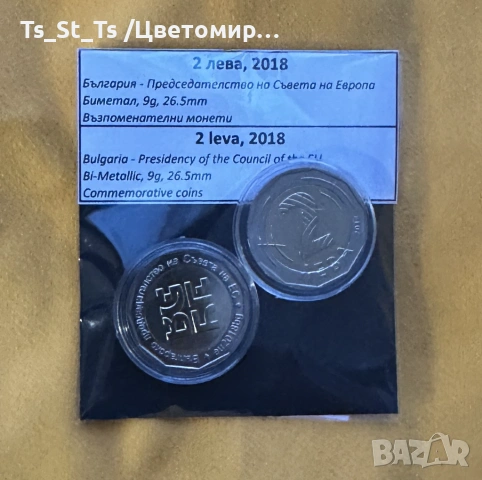 Ts_St_Ts /Цветомир...
2 лева, 2018
България - Председателство на Съвета на Европа
Биметал, 9g, 26.5mm
Възпоменателни монети
2 leva, 2018
Bulgaria - Presidency of the Council of the EU
Bi-Metallic, 9g, 26.5mm
Commemorative coins
Българско председателство на Съвета на ЕС
BAZAR